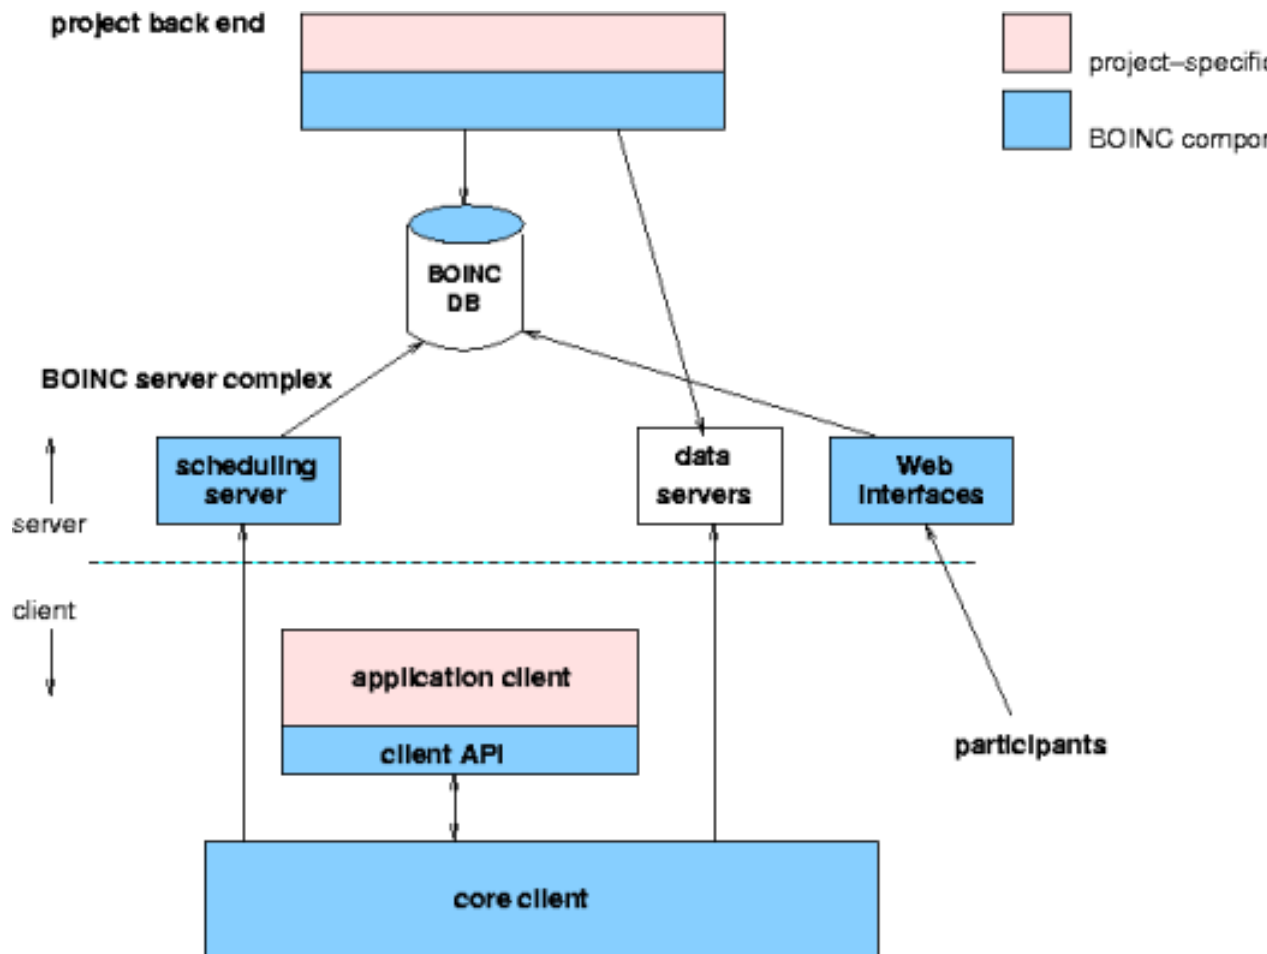 project back end
project–specific
BOINC compor
BOINC
DB
BOINC server complex
scheduling
server
data
servers
Web
Interfaces
server
client
application client
client API
participants
core client